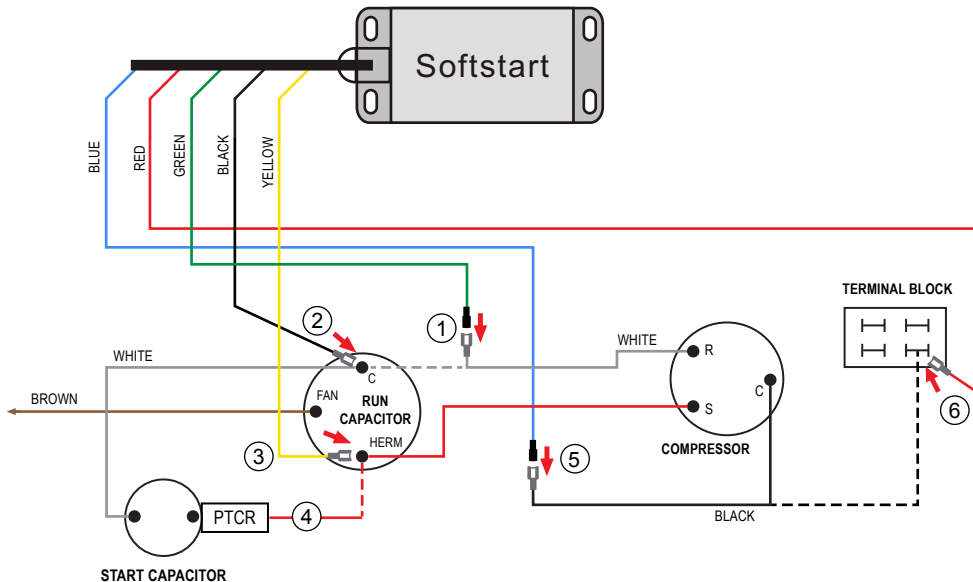 Softstart
BLUE
RED
GREEN
BLACK
YELLOW
TERMINAL BLOCK
2
1
WHITE
WHITE
R
C
C
BROWN
FAN
RUN
CAPACITOR
S
6
HERM
COMPRESSOR
3
5
PTCR
4
BLACK
START CAPACITOR